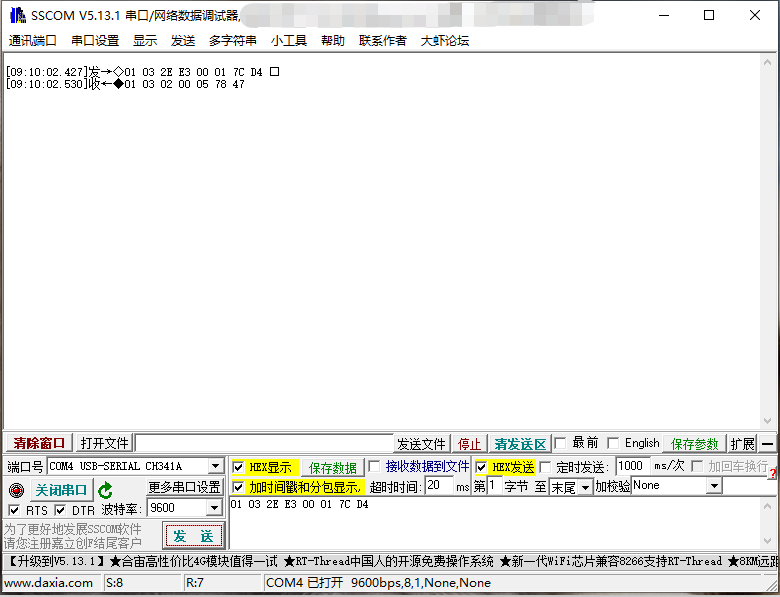 SSCOM V5.13.1 串口/网络数据调试器,
通讯端口 串口设置 显示 发送 多字符串 小工具 帮助 联系作者 大虾论坛
[09:10:02.427]发→◇01 03 2E E3 00 01 7C D4 □
[09:10:02.530]收←◆01 03 02 00 05 78 47
清除窗口 打开文件 发送文件 停止 清发送区 最前 English 保存参数 扩展 —
端口号 COM4 USB-SERIAL CH341A HEX显示 保存数据 接收数据到文件 HEX发送 定时发送: 1000 ms/次 加回车换行
关闭串口 更多串口设置 加时间戳和分包显示, 超时时间: 20 ms 第 1 字节 至 末尾 加校验 None
RTS DTR 波特率: 9600 01 03 2E E3 00 01 7C D4
为了更好地发展SSCOM软件
请您注册嘉立创F结尾客户
发 送
【升级到V5.13.1】★合宙高性价比4G模块值得一试 ★RT-Thread中国人的开源免费操作系统 ★新一代WiFi芯片兼容8266支持RT-Thread ★8KM远距
www.daxia.com S:8 R:7 COM4 已打开 9600bps,8,1,None,None